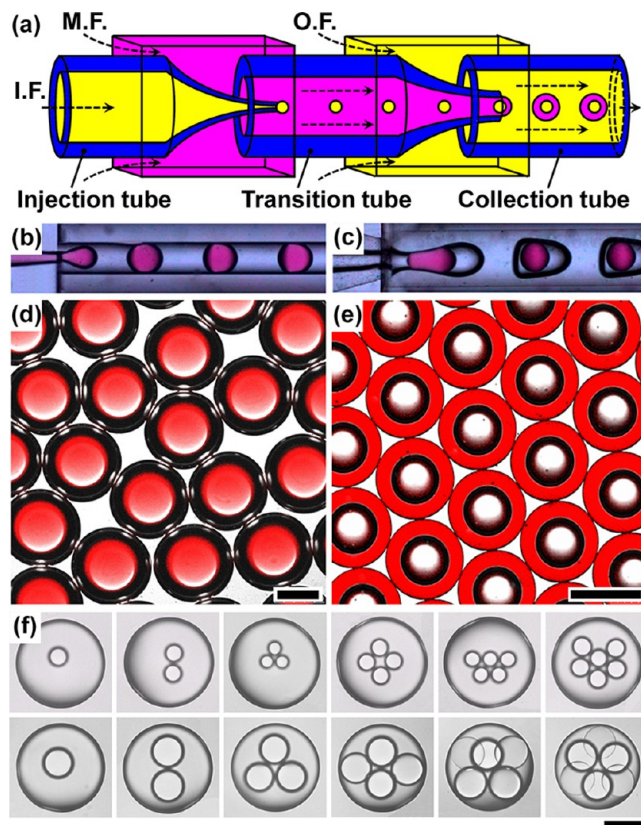 (a)
M.F.
O.F.
I.F.
Injection tube
Transition tube
Collection tube
(b)
(c)
(d)
(e)
(f)